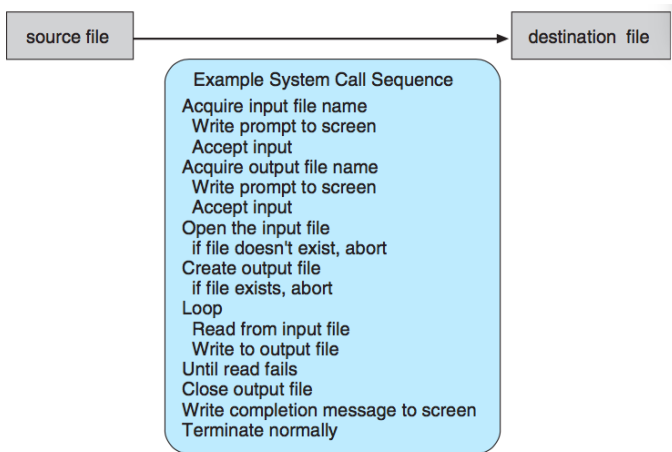 source file
destination file
Example System Call Sequence
Acquire input file name
Write prompt to screen
Accept input
Acquire output file name
Write prompt to screen
Accept input
Open the input file
if file doesn't exist, abort
Create output file
if file exists, abort
Loop
Read from input file
Write to output file
Until read fails
Close output file
Write completion message to screen
Terminate normally